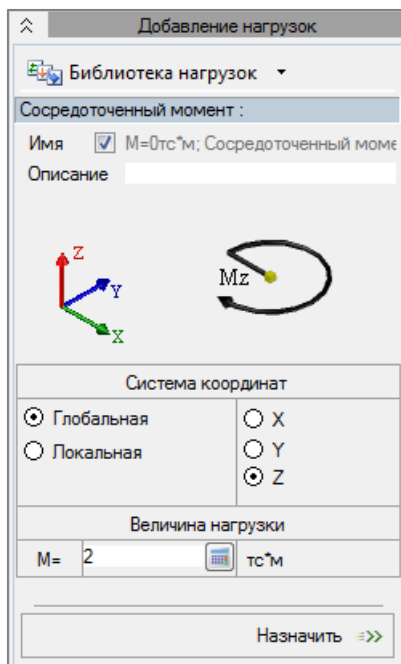 Добавление нагрузок
Библиотека нагрузок
Сосредоточенный момент :
Имя М=0тс*м; Сосредоточенный моме
Описание
Z
Y
X
Mz
Система координат
Глобальная X
Локальная Y
Z
Величина нагрузки
М= 2 тс*м
Назначить